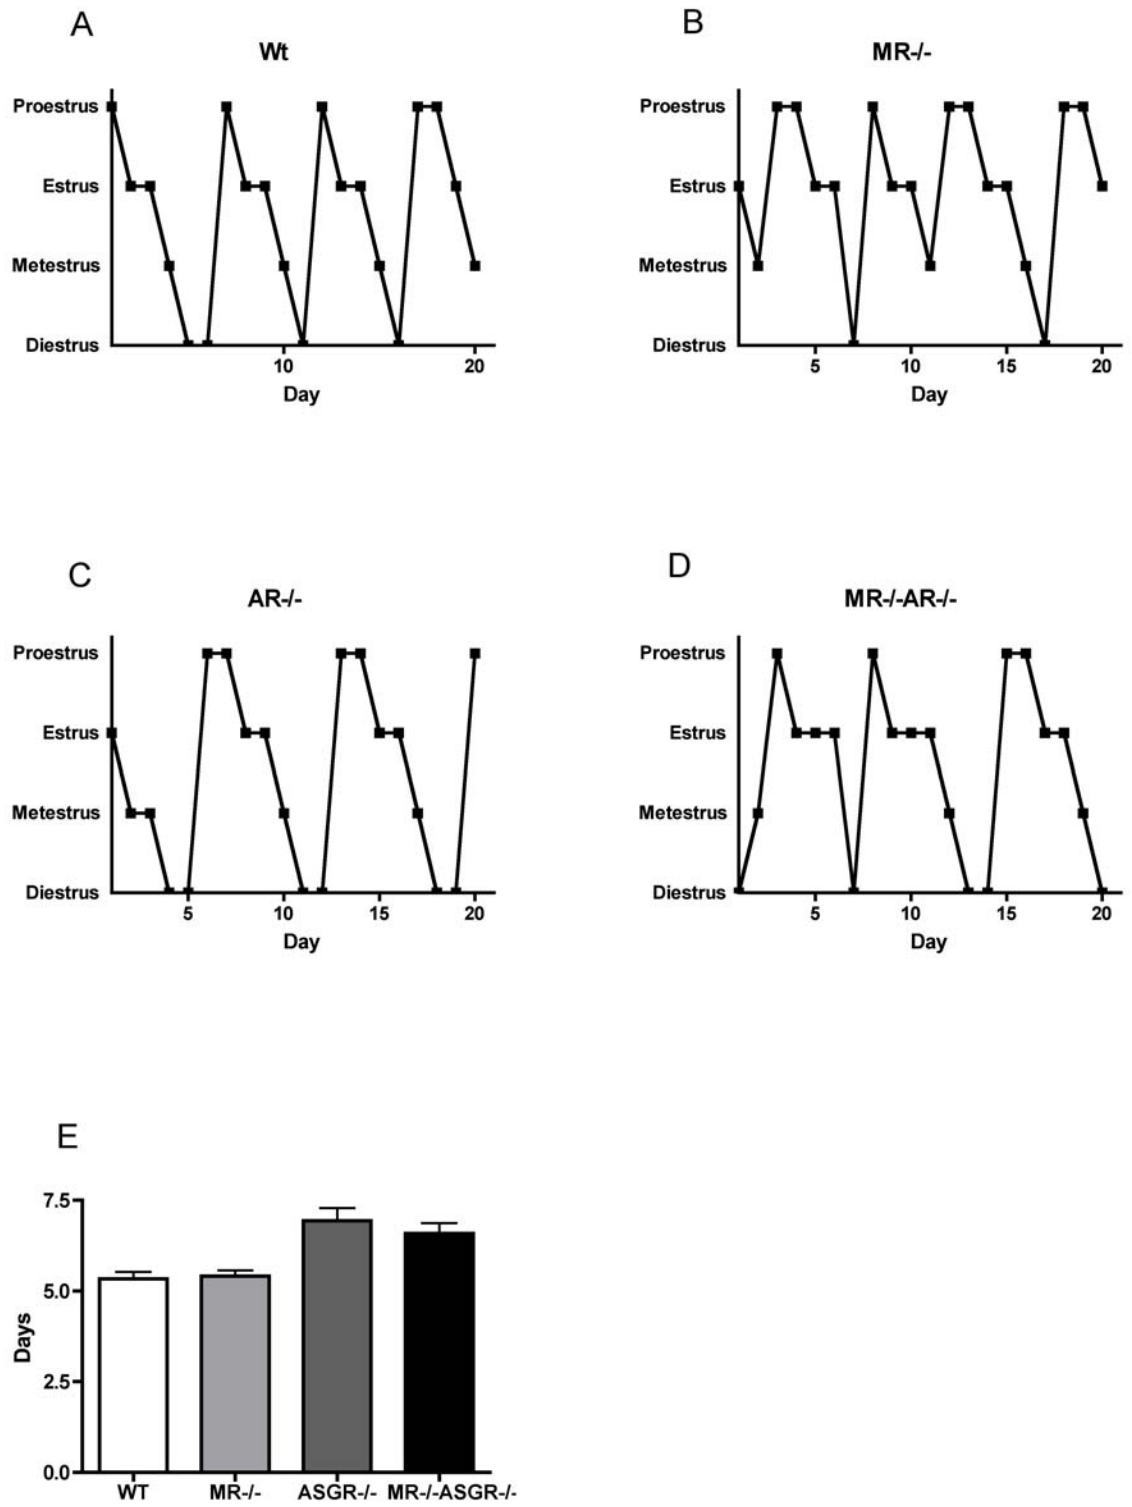 A
Wt
Proestrus
Estrus
Metestrus
Diestrus
10 20
Day
B
MR-/-
Proestrus
Estrus
Metestrus
Diestrus
5 10 15 20
Day
C
AR-/-
Proestrus
Estrus
Metestrus
Diestrus
5 10 15 20
Day
D
MR-/-AR-/-
Proestrus
Estrus
Metestrus
Diestrus
5 10 15 20
Day
E
7.5
5.0
2.5
0.0
Days
WT MR-/- ASGR-/- MR-/-ASGR-/-